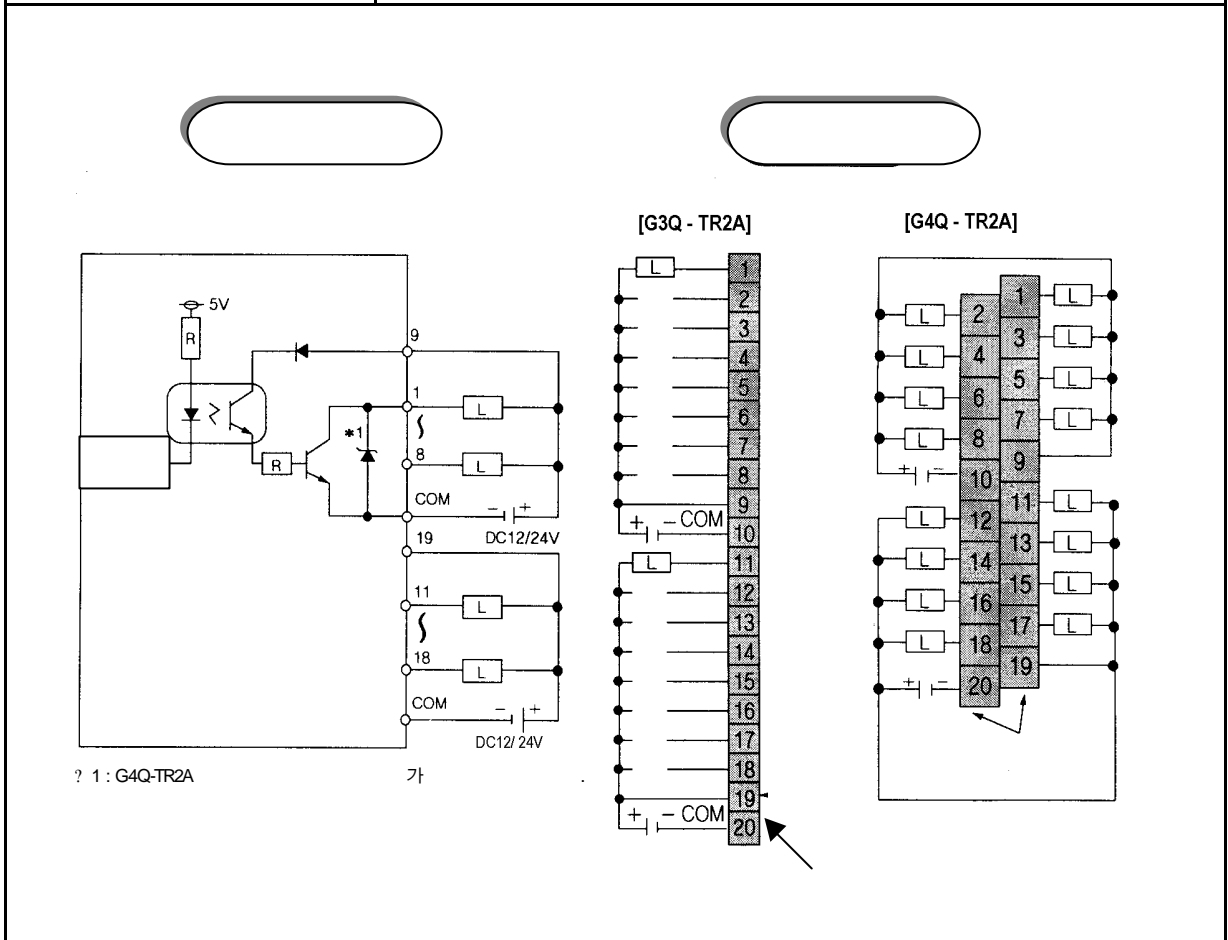 5V
R
9
1
L
*1
8
L
R
COM
- +
DC12/24V
19
11
L
18
L
COM
- +
DC12/ 24V
? 1 : G4Q-TR2A 가 .
[G3Q - TR2A]
L 1
2
3
4
5
6
7
8
9
+ - COM 10
L 11
12
13
14
15
16
17
18
19
+ - COM 20
[G4Q - TR2A]
1 L
L 2
3 L
L 4
5 L
L 6
7 L
L 8
9
+ - 10
11 L
L 12
13 L
L 14
15 L
L 16
17 L
L 18
19
+ - 20